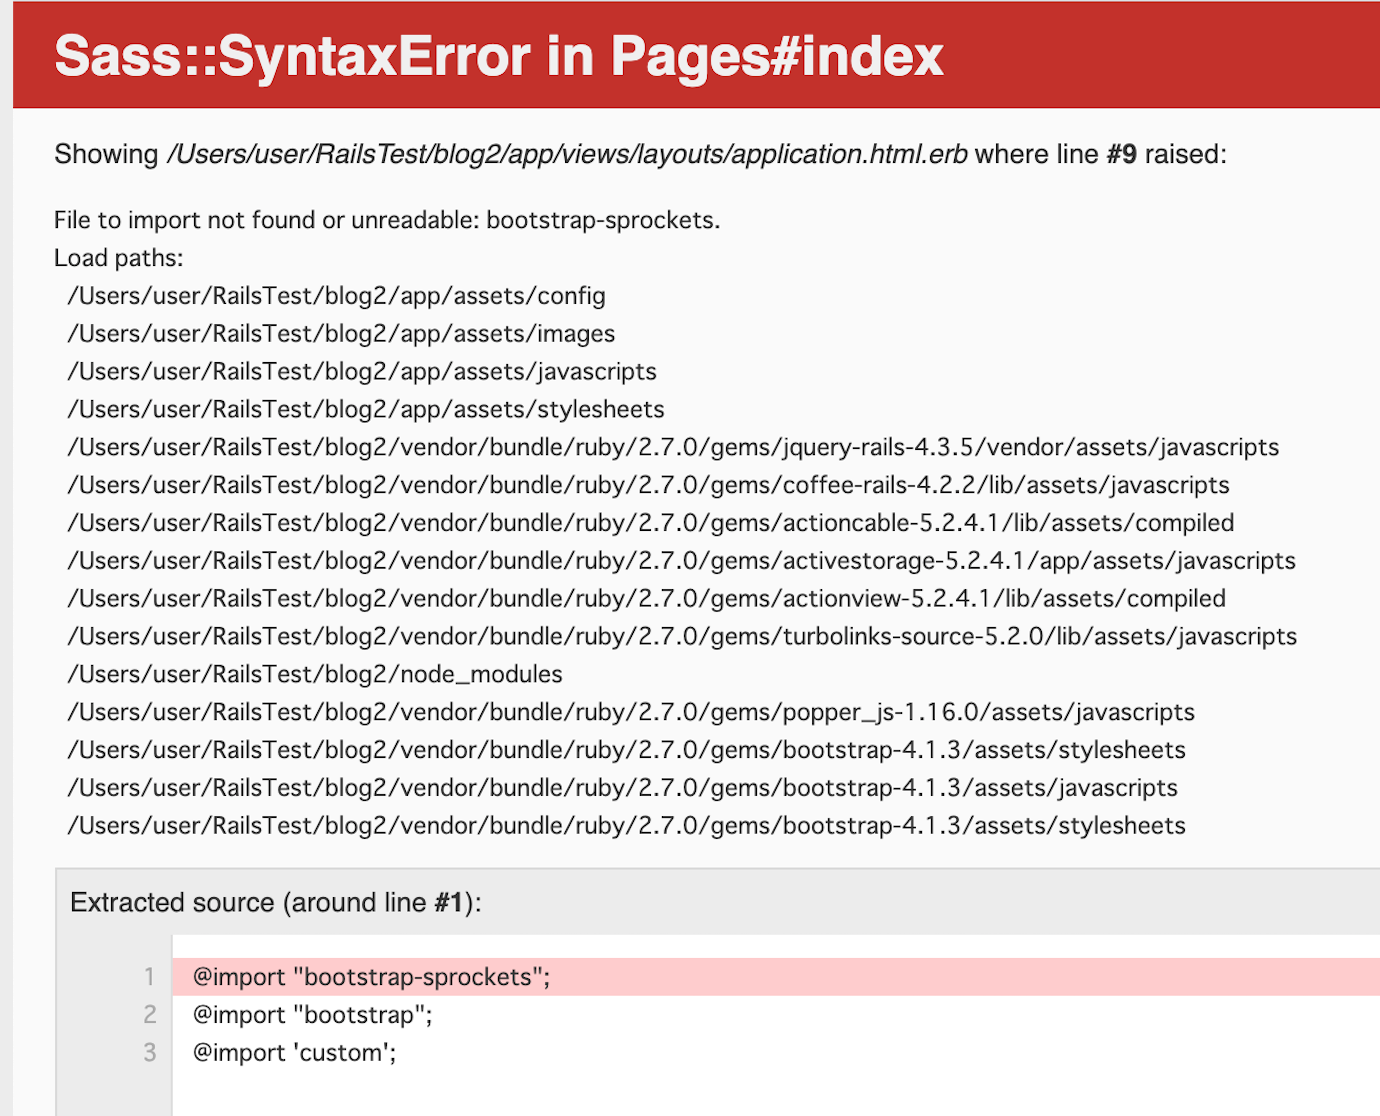 Sass::SyntaxError in Pages#index
Showing /Users/user/RailsTest/blog2/app/views/layouts/application.html.erb where line #9 raised:
File to import not found or unreadable: bootstrap-sprockets.
Load paths:
/Users/user/RailsTest/blog2/app/assets/config
/Users/user/RailsTest/blog2/app/assets/images
/Users/user/RailsTest/blog2/app/assets/javascripts
/Users/user/RailsTest/blog2/app/assets/stylesheets
/Users/user/RailsTest/blog2/vendor/bundle/ruby/2.7.0/gems/jquery-rails-4.3.5/vendor/assets/javascripts
/Users/user/RailsTest/blog2/vendor/bundle/ruby/2.7.0/gems/coffee-rails-4.2.2/lib/assets/javascripts
/Users/user/RailsTest/blog2/vendor/bundle/ruby/2.7.0/gems/actioncable-5.2.4.1/lib/assets/compiled
/Users/user/RailsTest/blog2/vendor/bundle/ruby/2.7.0/gems/activestorage-5.2.4.1/app/assets/javascripts
/Users/user/RailsTest/blog2/vendor/bundle/ruby/2.7.0/gems/actionview-5.2.4.1/lib/assets/compiled
/Users/user/RailsTest/blog2/vendor/bundle/ruby/2.7.0/gems/turbolinks-source-5.2.0/lib/assets/javascripts
/Users/user/RailsTest/blog2/node_modules
/Users/user/RailsTest/blog2/vendor/bundle/ruby/2.7.0/gems/popper_js-1.16.0/assets/javascripts
/Users/user/RailsTest/blog2/vendor/bundle/ruby/2.7.0/gems/bootstrap-4.1.3/assets/stylesheets
/Users/user/RailsTest/blog2/vendor/bundle/ruby/2.7.0/gems/bootstrap-4.1.3/assets/javascripts
/Users/user/RailsTest/blog2/vendor/bundle/ruby/2.7.0/gems/bootstrap-4.1.3/assets/stylesheets
Extracted source (around line #1):
1 @import "bootstrap-sprockets";
2 @import "bootstrap";
3 @import 'custom';